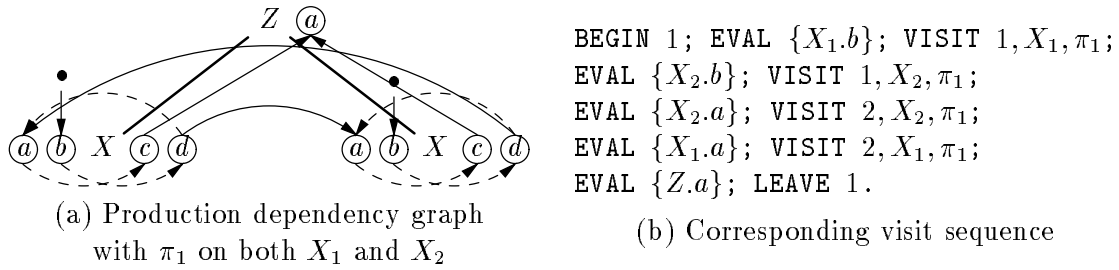 Z a
a b X c d a b X c d
(a) Production dependency graph
with π₁ on both X₁ and X₂
BEGIN 1; EVAL {X₁.b}; VISIT 1, X₁, π₁;
EVAL {X₂.b}; VISIT 1, X₂, π₁;
EVAL {X₂.a}; VISIT 2, X₂, π₁;
EVAL {X₁.a}; VISIT 2, X₁, π₁;
EVAL {Z.a}; LEAVE 1.
(b) Corresponding visit sequence